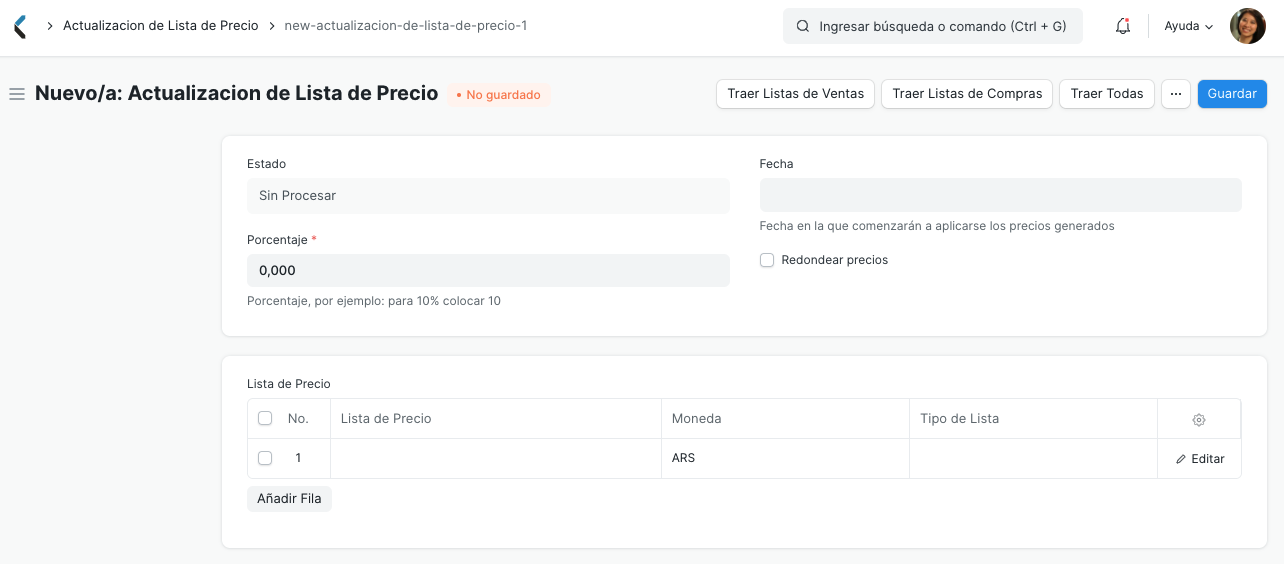 Actualizacion de Lista de Precio
new-actualizacion-de-lista-de-precio-1
Ingresar búsqueda o comando (Ctrl + G)
Ayuda
Nuevo/a: Actualizacion de Lista de Precio
No guardado
Traer Listas de Ventas
Traer Listas de Compras
Traer Todas
...
Guardar
Estado
Sin Procesar
Fecha
Fecha en la que comenzarán a aplicarse los precios generados
Porcentaje *
0,000
Porcentaje, por ejemplo: para 10% colocar 10
Redondear precios
Lista de Precio
No. Lista de Precio Moneda Tipo de Lista
1 ARS Editar
Añadir Fila